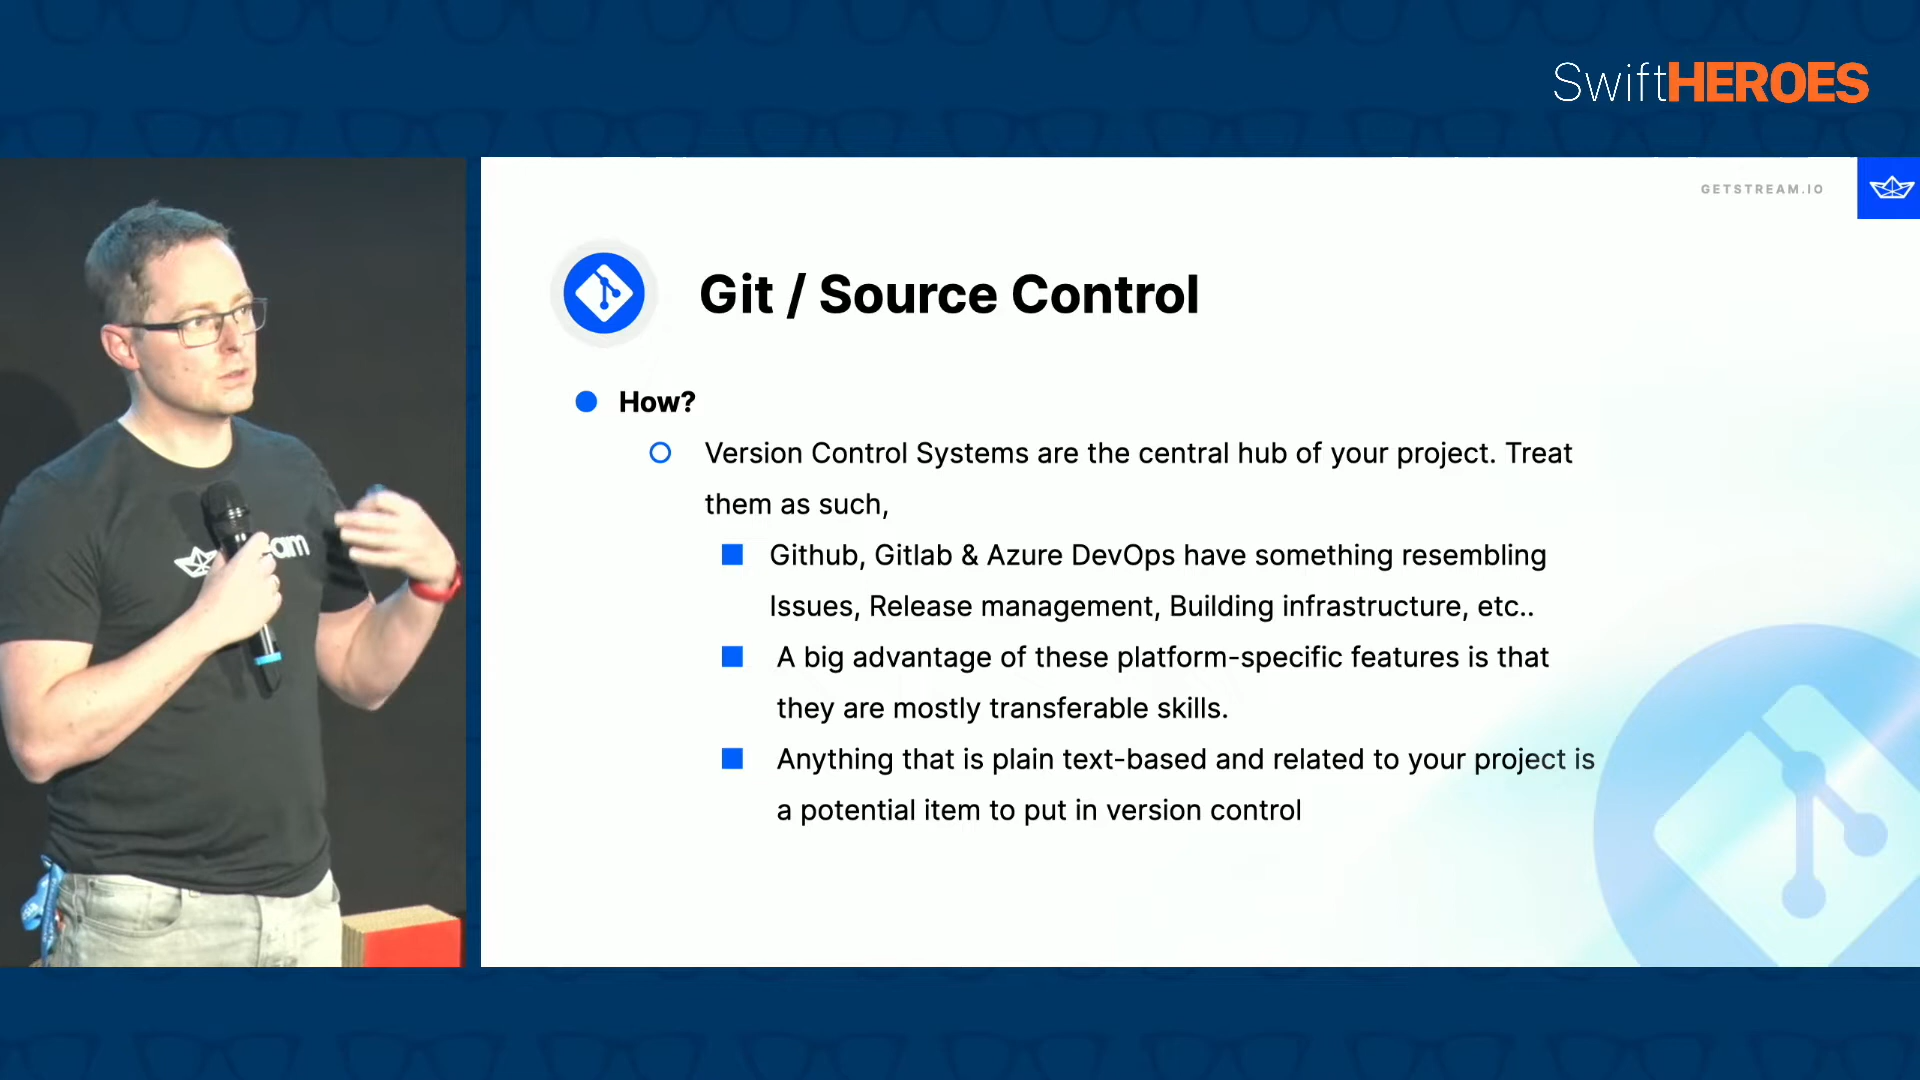 SwiftHEROES
GETSTREAM.IO
Git / Source Control
How?
Version Control Systems are the central hub of your project. Treat
them as such,
Github, Gitlab & Azure DevOps have something resembling
Issues, Release management, Building infrastructure, etc..
A big advantage of these platform-specific features is that
they are mostly transferable skills.
Anything that is plain text-based and related to your project is
a potential item to put in version control